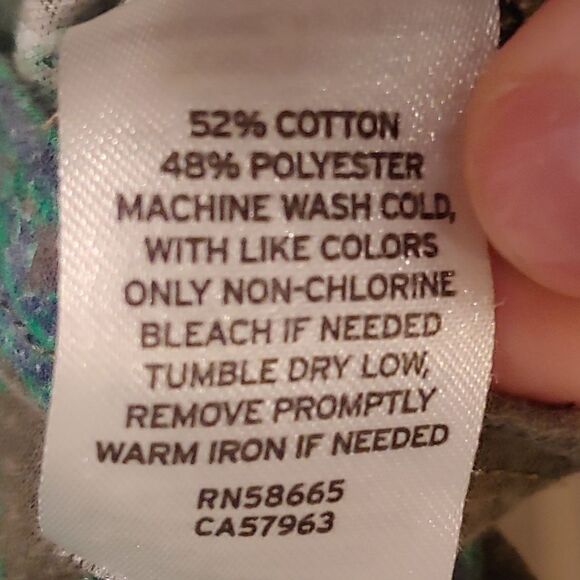 52% COTTON
48% POLYESTER
MACHINE WASH COLD,
WITH LIKE COLORS
ONLY NON-CHLORINE
BLEACH IF NEEDED
TUMBLE DRY LOW,
REMOVE PROMPTLY
WARM IRON IF NEEDED
RN58665
CA57963